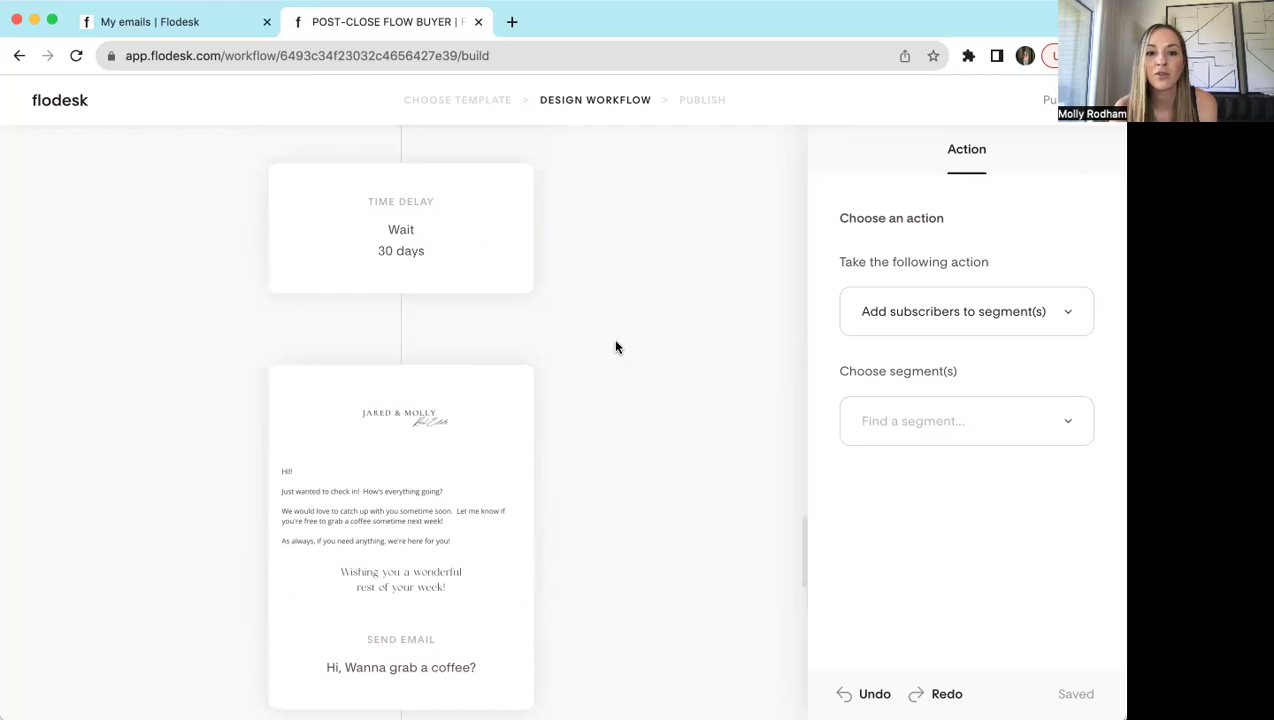 My emails | Flodesk
POST-CLOSE FLOW BUYER | F
app.flodesk.com/workflow/6493c34f23032c4656427e39/build
flodesk
CHOOSE TEMPLATE > DESIGN WORKFLOW > PUBLISH
Pu
Molly Rodham
TIME DELAY
Wait
30 days
JARED & MOLLY
Real Estate
Hi!!
Just wanted to check in! How's everything going?
We would love to catch up with you sometime soon. Let me know if
you're free to grab a coffee sometime next week!
As always, if you need anything, we're here for you!
Wishing you a wonderful
rest of your week!
SEND EMAIL
Hi, Wanna grab a coffee?
Action
Choose an action
Take the following action
Add subscribers to segment(s)
Choose segment(s)
Find a segment...
Undo
Redo
Saved